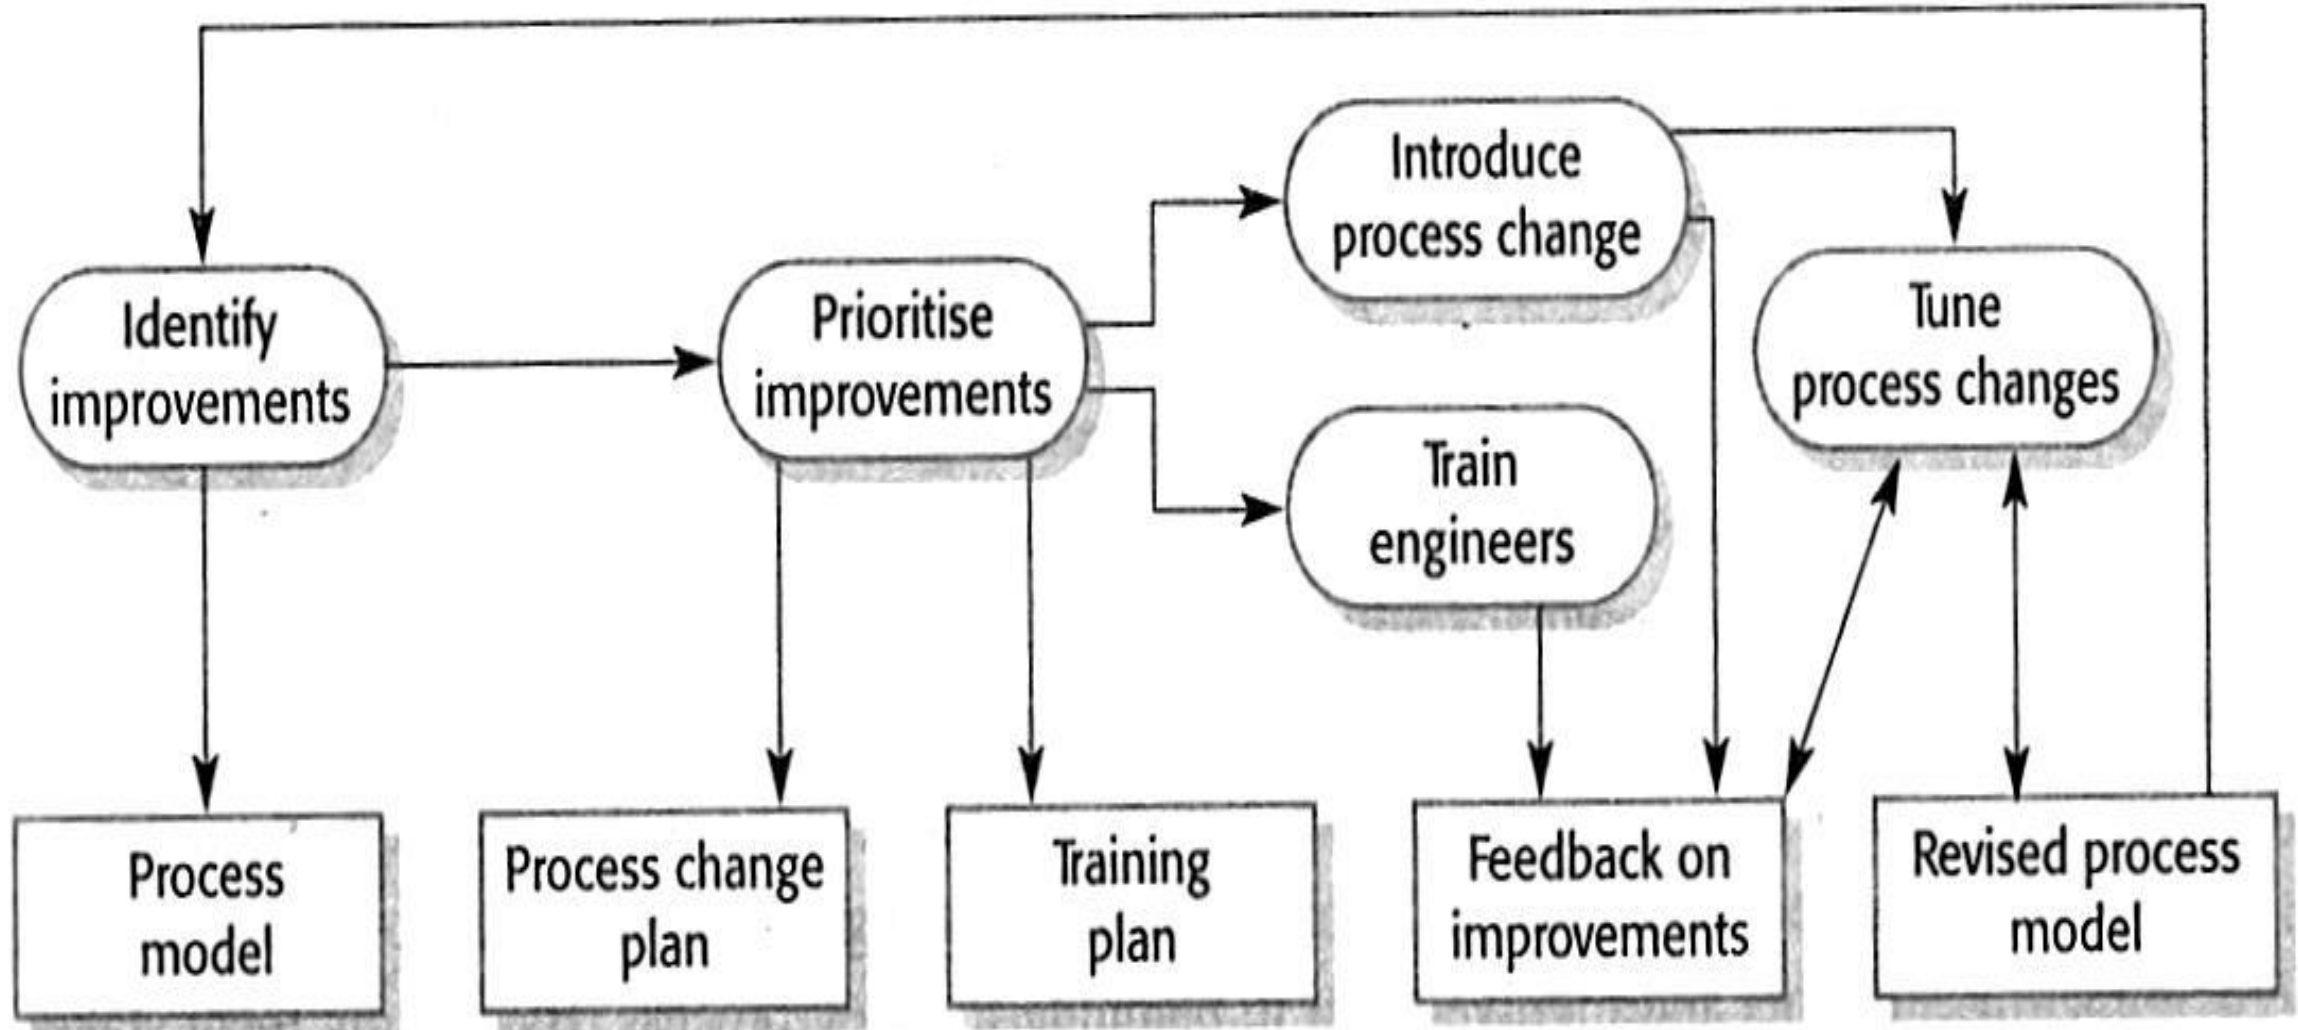 Introduce
process change
Identify
improvements
Prioritise
improvements
Tune
process changes
Train
engineers
Process
model
Process change
plan
Training
plan
Feedback on
improvements
Revised process
model